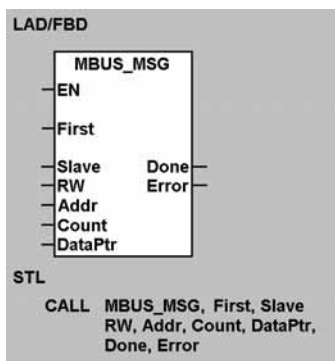 LAD/FBD
MBUS_MSG
EN
First
Slave Done
RW Error
Addr
Count
DataPtr
STL
CALL MBUS_MSG, First, Slave
RW, Addr, Count, DataPtr,
Done, Error